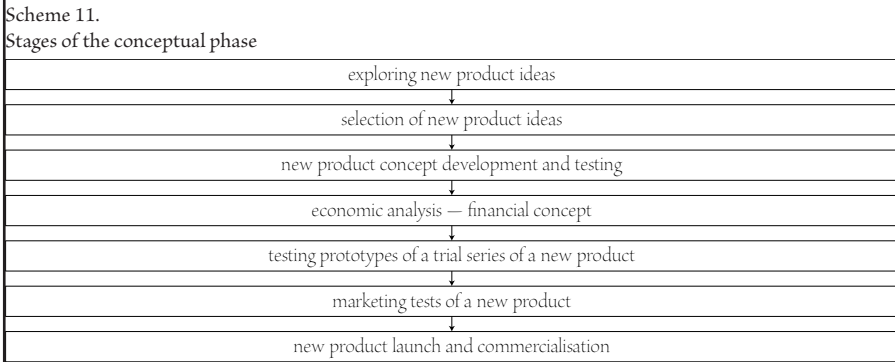 Scheme 11.
Stages of the conceptual phase
exploring new product ideas
selection of new product ideas
new product concept development and testing
economic analysis — financial concept
testing prototypes of a trial series of a new product
marketing tests of a new product
new product launch and commercialisation